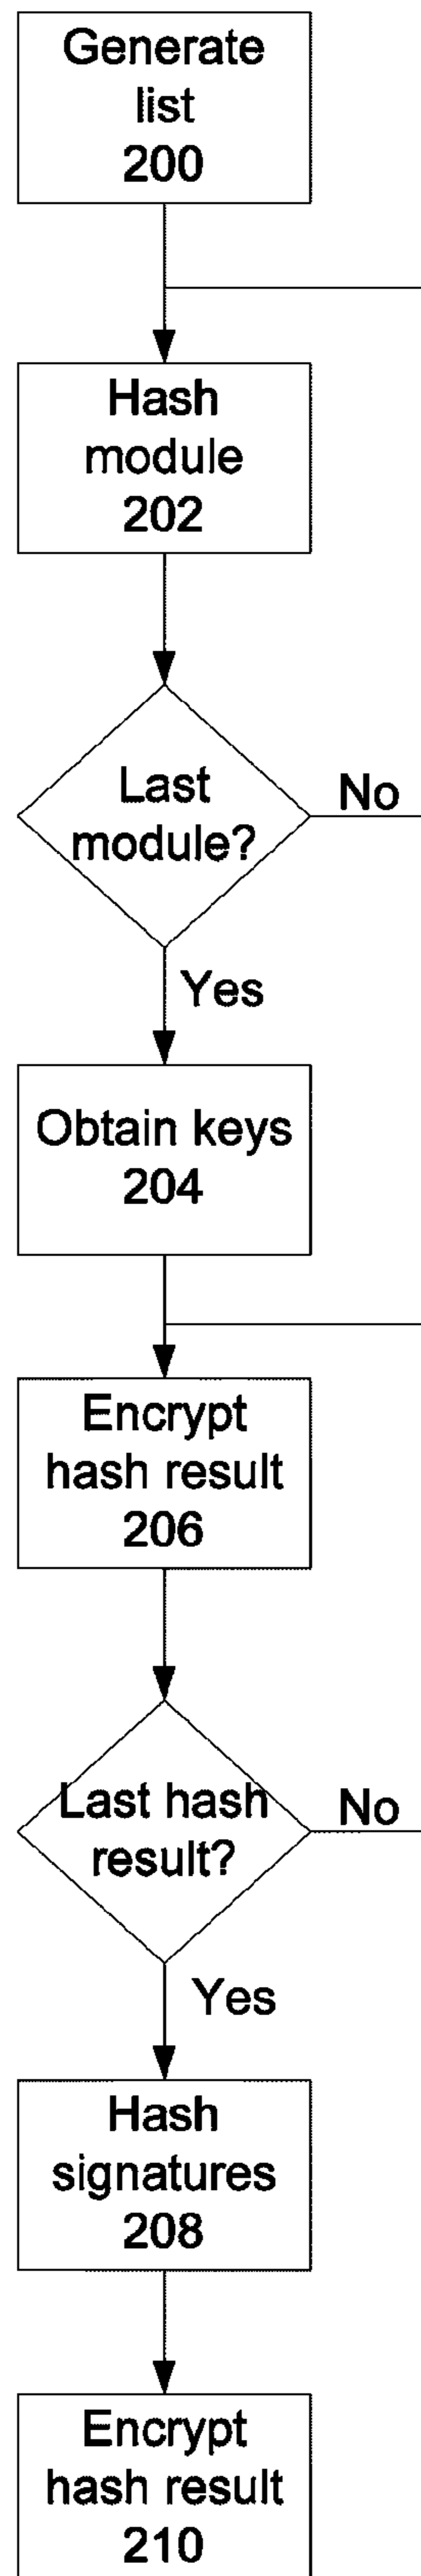 Generate
list
200
Hash
module
202
Last
module?
No
Yes
Obtain keys
204
Encrypt
hash result
206
Last hash
result?
No
Yes
Hash
signatures
208
Encrypt
hash result
210